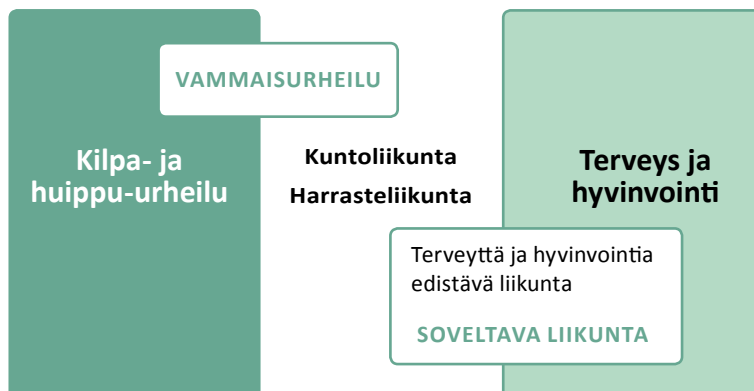 VAMMAISURHEILU
Kilpa- ja
huippu-urheilu
Kuntoliikunta
Harrasteliikunta
Terveys ja
hyvinvointi
Terveyttä ja hyvinvointia
edistävä liikunta
SOVELTAVA LIIKUNTA